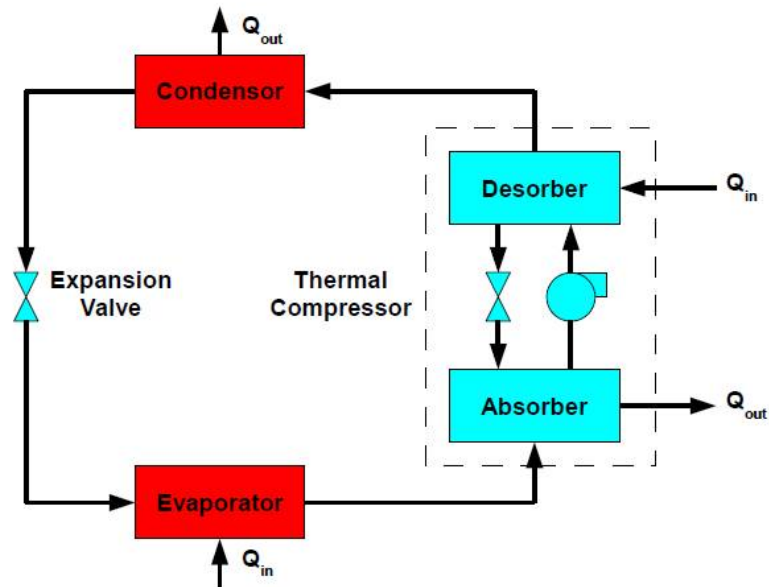 Qout
Condensor
Desorber
Qin
Expansion
Valve
Thermal
Compressor
Absorber
Qout
Evaporator
Qin